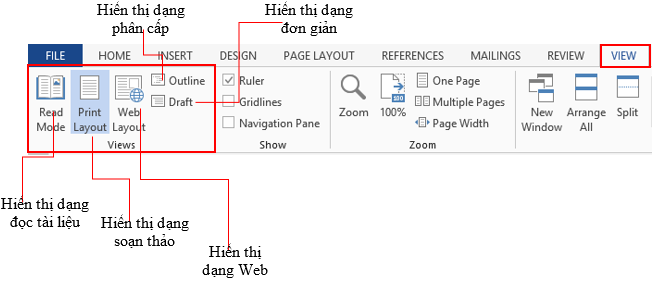 Hiển thị dạng
phân cấp
Hiển thị dạng
đơn giản
FILE HOME INSERT DESIGN PAGE LAYOUT REFERENCES MAILINGS REVIEW VIEW
Read
Mode
Print
Layout
Web
Layout
Outline
Draft
Views
Ruler
Gridlines
Navigation Pane
Show
Zoom
100
100%
One Page
Multiple Pages
Page Width
Zoom
New
Window
Arrange
All
Split
Hiển thị dạng
đọc tài liệu
Hiển thị dạng
soạn thảo
Hiển thị
dạng Web